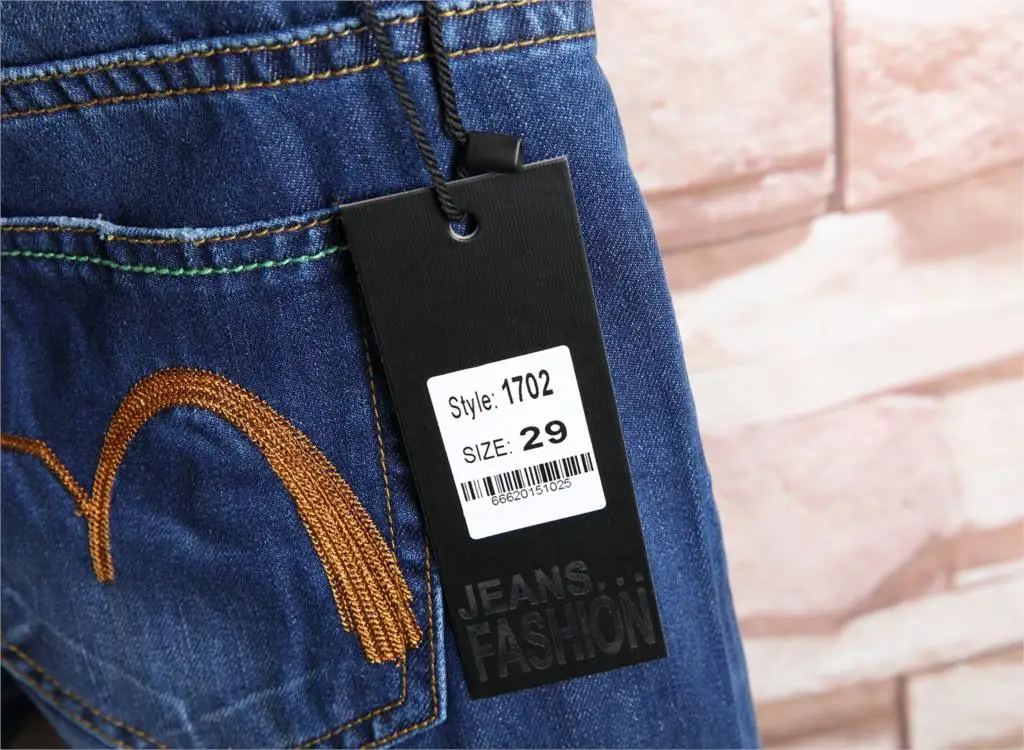 Style: 1702
SIZE: 29
66620151025
JEANS...
FASHION